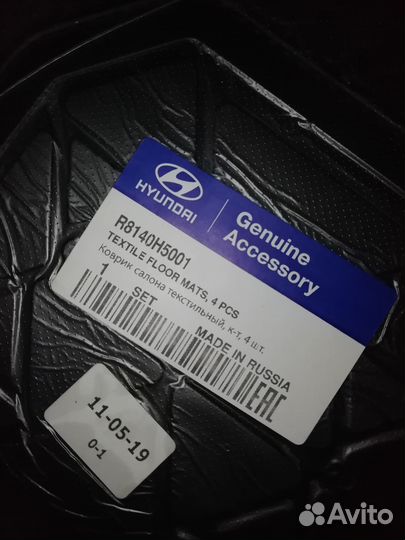 HYUNDAI
Genuine
Accessory
R8140H5001
TEXTILE FLOOR MATS, 4 PCS
Коврик салона текстильный, к-т, 4 шт.
1 SET
MADE IN RUSSIA
EAC
11-05-19
0-1
Avito